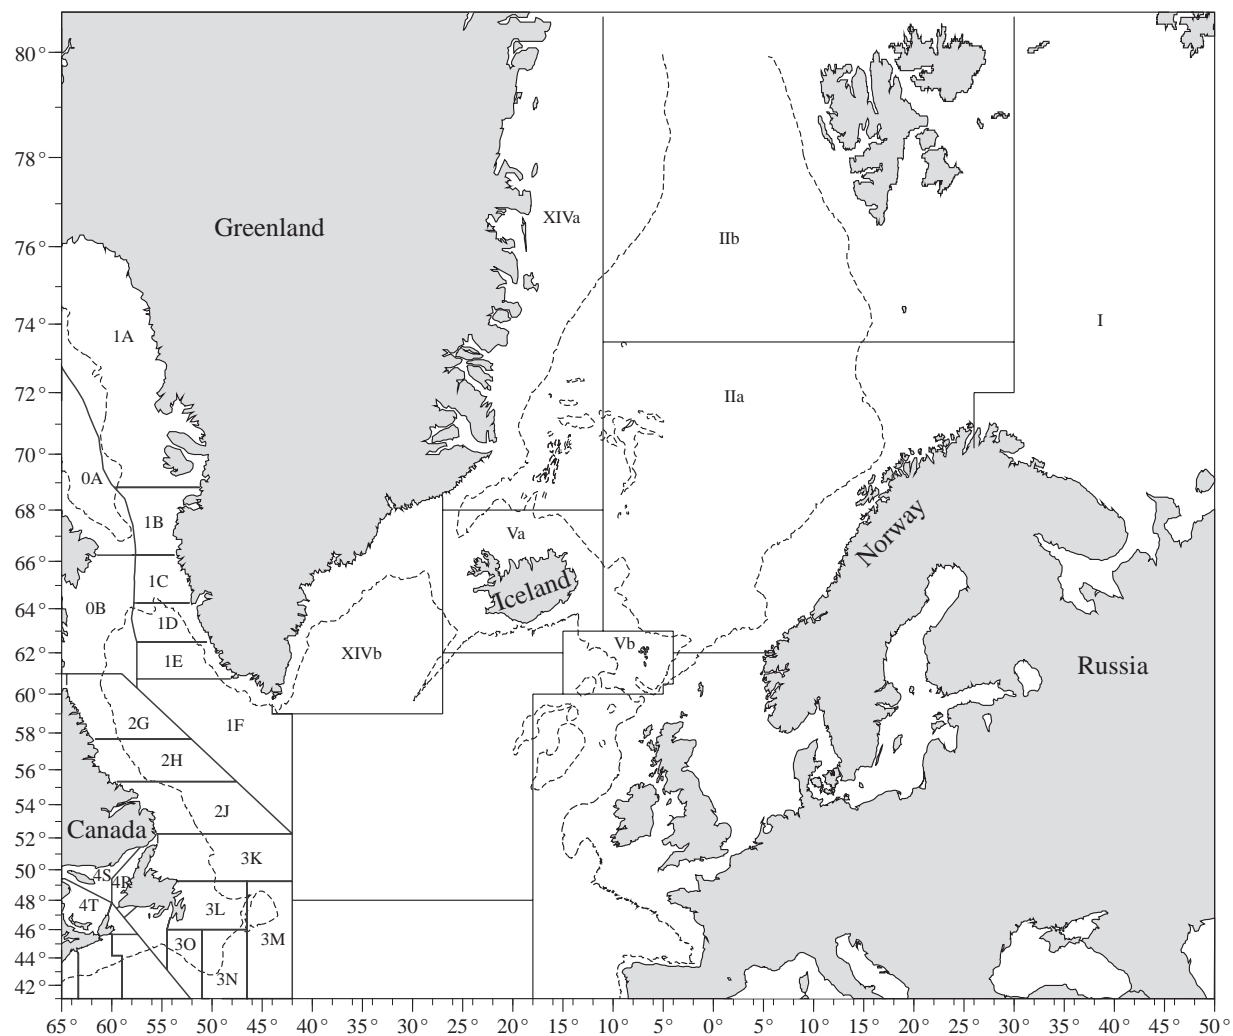 80°
78°
76°
74°
72°
70°
68°
66°
64°
62°
60°
58°
56°
54°
52°
50°
48°
46°
44°
42°
Greenland
XIVa
IIb
I
1A
IIa
0A
1B
Va
Norway
Iceland
1C
0B
1D
Vb
XIVb
1E
Russia
2G
1F
2H
2J
Canada
3K
4S
4R
4T
3L
3O
3M
3N
65° 60° 55° 50° 45° 40° 35° 30° 25° 20° 15° 10° 5° 0° 5° 10° 15° 20° 25° 30° 35° 40° 45° 50°